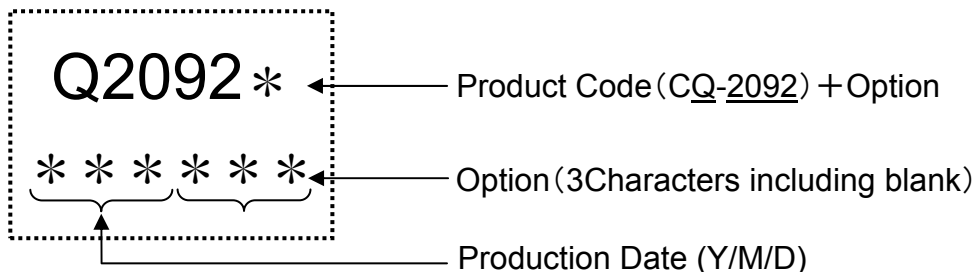 Q2092* Product Code(CQ-2092)+Option
* * * * * * Option(3Characters including blank)
Production Date (Y/M/D)